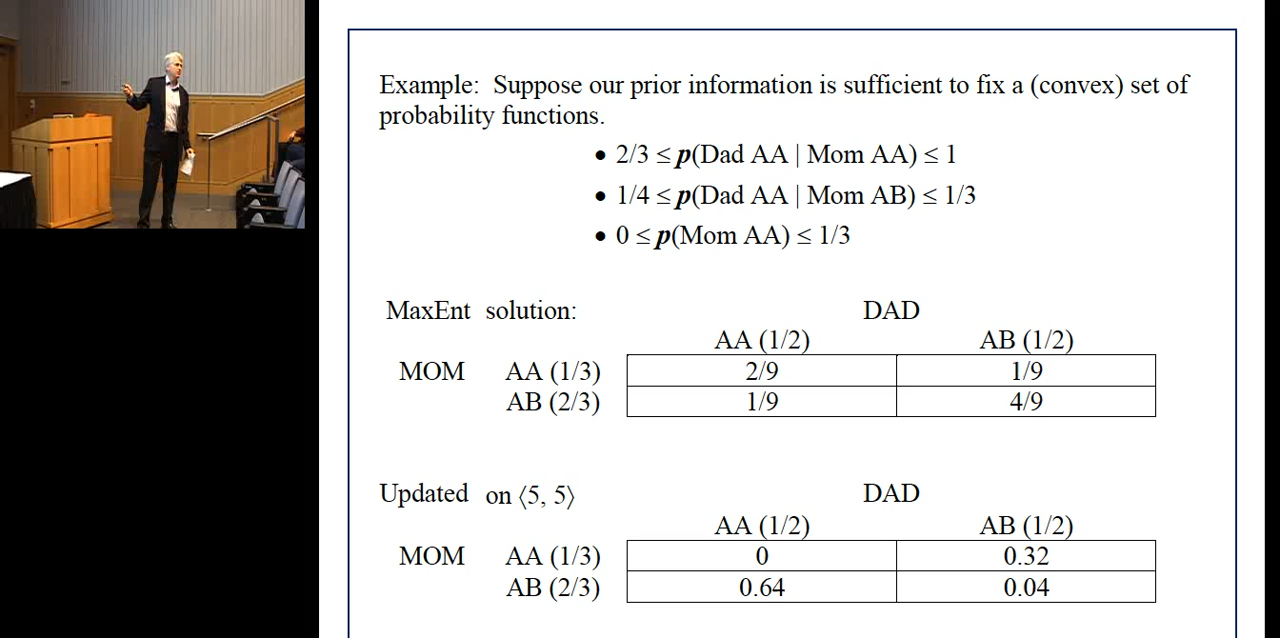 Example: Suppose our prior information is sufficient to fix a (convex) set of
probability functions.
• 2/3 ≤ p(Dad AA | Mom AA) ≤ 1
• 1/4 ≤ p(Dad AA | Mom AB) ≤ 1/3
• 0 ≤ p(Mom AA) ≤ 1/3
MaxEnt solution: DAD
AA (1/2) AB (1/2)
MOM AA (1/3) 2/9 1/9
AB (2/3) 1/9 4/9
Updated on ⟨5, 5⟩ DAD
AA (1/2) AB (1/2)
MOM AA (1/3) 0 0.32
AB (2/3) 0.64 0.04